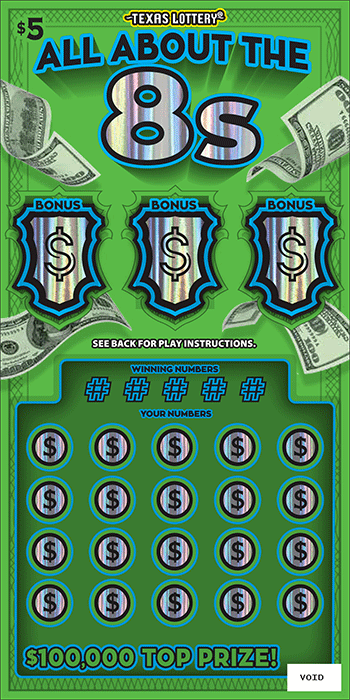 TEXAS LOTTERY®
$5
ALL ABOUT THE
8s
BONUS BONUS BONUS
$ $ $
SEE BACK FOR PLAY INSTRUCTIONS.
WINNING NUMBERS
# # # # #
YOUR NUMBERS
$ $ $ $ $
$ $ $ $ $
$ $ $ $ $
$ $ $ $ $
$100,000 TOP PRIZE!
VOID